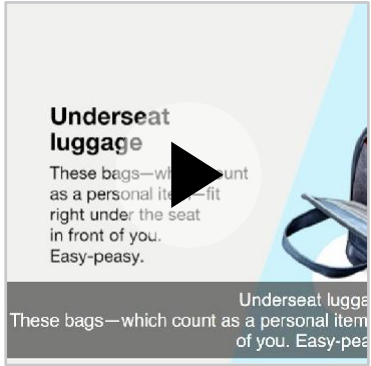 Underseat
luggage
These bags—which count
as a personal item—fit
right under the seat
in front of you.
Easy-peasy.
Underseat lugga
These bags—which count as a personal item
of you. Easy-pea